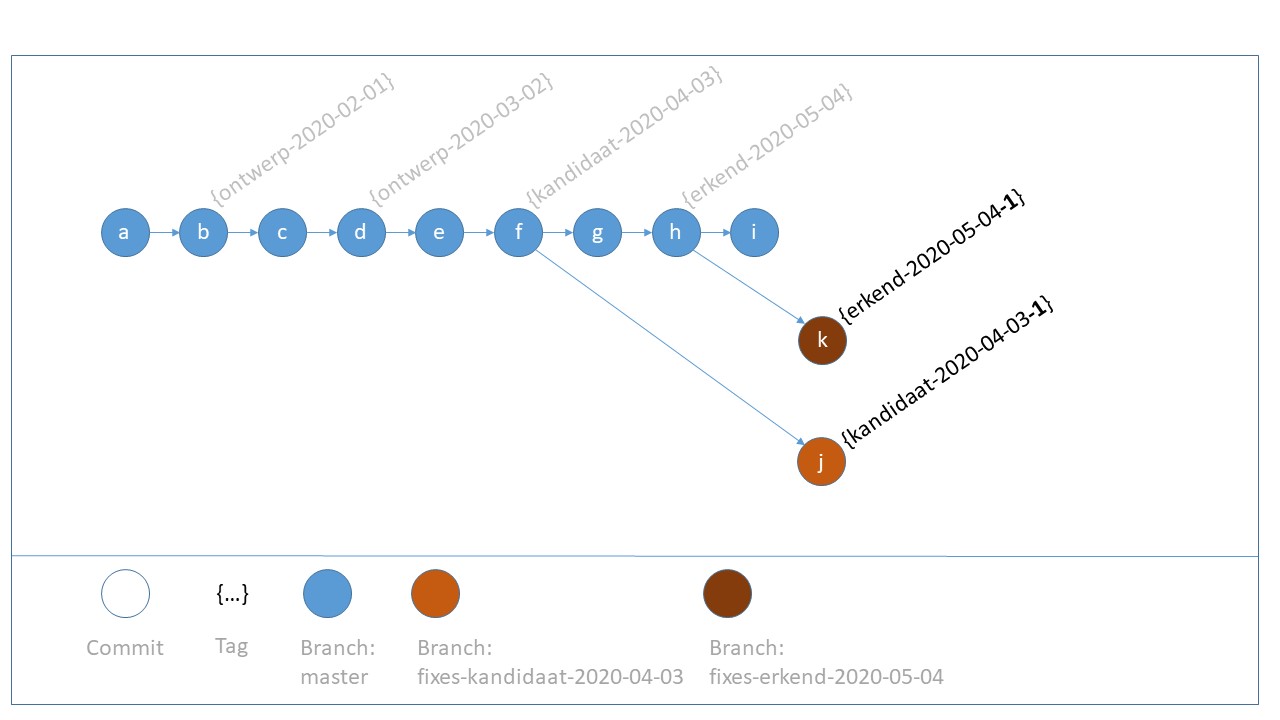 {ontwerp-2020-02-01}
{ontwerp-2020-03-02}
{kandidaat-2020-04-03}
{erkend-2020-05-04}
a b c d e f g h i
{erkend-2020-05-04-1}
k
{kandidaat-2020-04-03-1}
j
{...}
Commit
Tag
Branch:
master
Branch:
fixes-kandidaat-2020-04-03
Branch:
fixes-erkend-2020-05-04